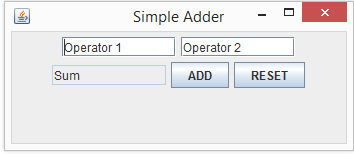 Simple Adder
Operator 1 Operator 2
Sum ADD RESET